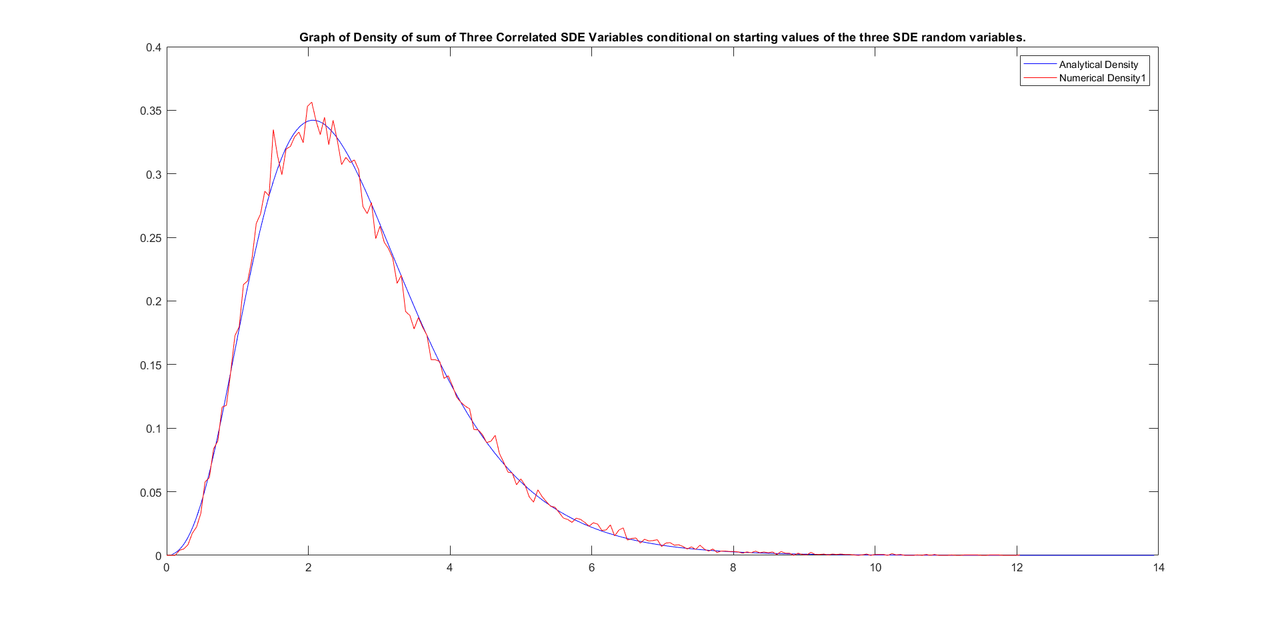 Graph of Density of sum of Three Correlated SDE Variables conditional on starting values of the three SDE random variables.
Analytical Density
Numerical Density1
0.4
0.35
0.3
0.25
0.2
0.15
0.1
0.05
0
0 2 4 6 8 10 12 14